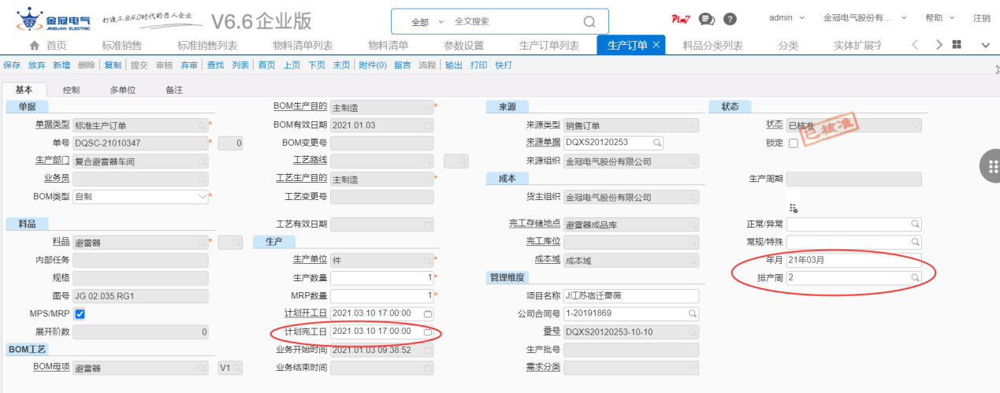 金冠电气 JINGUAN ELECTRIC 打造工业4.0时代的匠人企业 V6.6企业版 全部 全文搜索 admin 金冠电气股份有... 帮助 注销
首页 标准销售 标准销售列表 物料清单列表 物料清单 参数设置 生产订单列表 生产订单 × 料品分类列表 分类 实体扩展字
保存 放弃 新增 删除 复制 提交 审核 弃审 查找 列表 首页 上页 下页 末页 附件(0) 留言 流程 输出 打印 快打
基本 控制 多单位 备注
单据
单据类型 标准生产订单 *
单号 DQSC-21010347 * 0
生产部门 复合避雷器车间
业务员
BOM类型 自制 *
料品
料品 避雷器 *
内部任务
规格
图号 JG 02.035.RG1
MPS/MRP
展开阶数 0
BOM工艺
BOM母项 避雷器 V1
BOM生产目的 主制造 *
BOM有效日期 2021.01.03
BOM变更号
工艺路线
工艺生产目的 主制造 *
工艺变更号
工艺有效日期
生产
生产单位 件 *
生产数量 1 *
MRP数量 1 *
计划开工日 2021.03.10 17:00:00
计划完工日 2021.03.10 17:00:00
业务开始时间 2021.01.03 09:38:52
业务结束时间
来源
来源类型 销售订单
来源单据 DQXS20120253
来源组织 金冠电气股份有限公司
成本
货主组织 金冠电气股份有限公司
完工存储地点 避雷器成品库
完工库位
成本域 成本域
管理维度
项目名称 J江苏宿迁蔷薇
公司合同号 1-20191869
番号 DQXS20120253-10-10
生产批号
需求分类
状态
状态 已核准
已核准
锁定
生产周期
正常/异常
常规/特殊
年月 21年03月
排产周 2